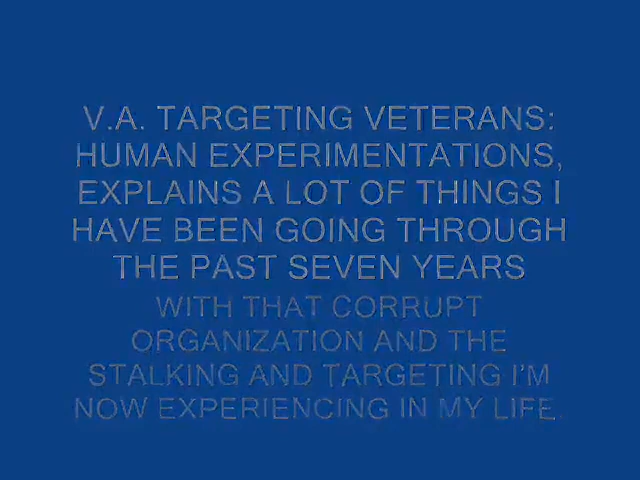 V.A. TARGETING VETERANS:
HUMAN EXPERIMENTATIONS,
EXPLAINS A LOT OF THINGS I
HAVE BEEN GOING THROUGH
THE PAST SEVEN YEARS
WITH THAT CORRUPT
ORGANIZATION AND THE
STALKING AND TARGETING I'M
NOW EXPERIENCING IN MY LIFE.